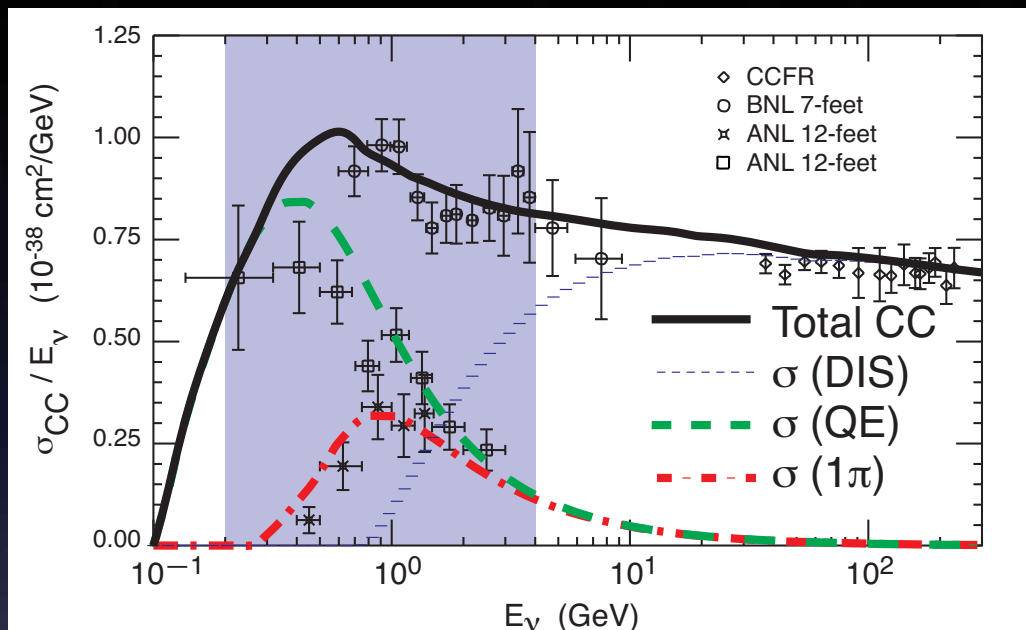 1.25
1.00
0.75
0.50
0.25
0.00
σCC / Eν (10⁻³⁸ cm²/GeV)
CCFR
BNL 7-feet
ANL 12-feet
ANL 12-feet
Total CC
σ (DIS)
σ (QE)
σ (1π)
10⁻¹ 10⁰ 10¹ 10²
Eν (GeV)